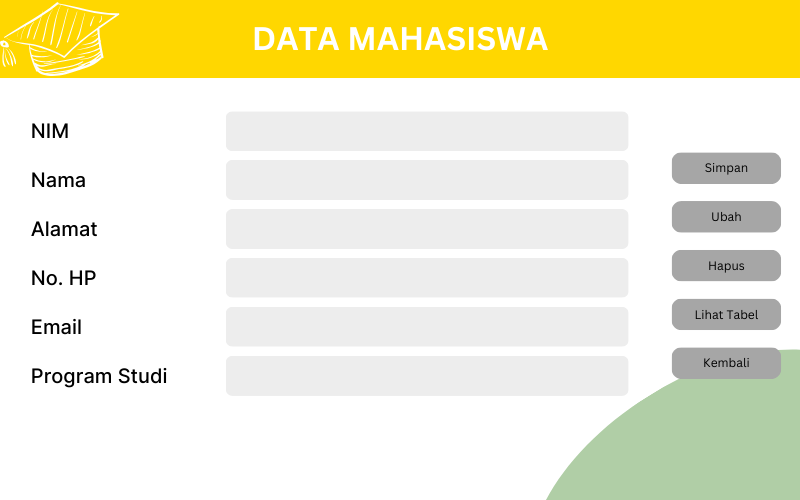 DATA MAHASISWA
NIM
Nama
Alamat
No. HP
Email
Program Studi
Simpan
Ubah
Hapus
Lihat Tabel
Kembali